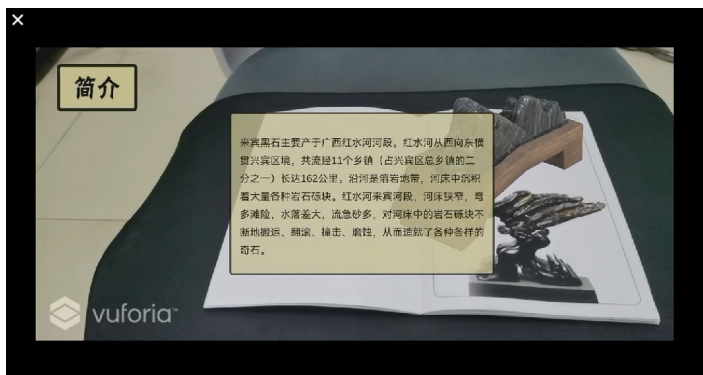 简介
来宾黑石主要产于广西红水河河段。红水河从西向东横
贯兴宾区境，共流经11个乡镇（占兴宾区总乡镇的二
分之一）长达162公里。沿河是溶岩地带，河床中沉积
着大量各种岩石砾块。红水河来宾河段，河床狭窄，弯
多滩险，水落差大，流急砂多、对河床中的岩石砾块不
断地搬运、翻滚、撞击、磨蚀，从而造就了各种各样的
奇石。
vuforia™